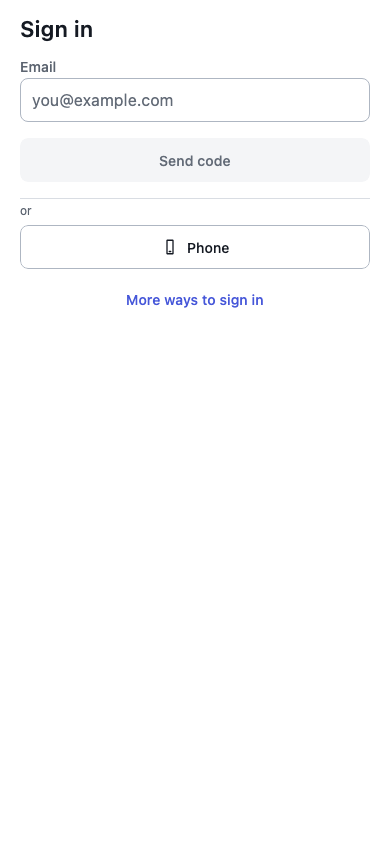 Sign in
Email
you@example.com
Send code
or
Phone
More ways to sign in